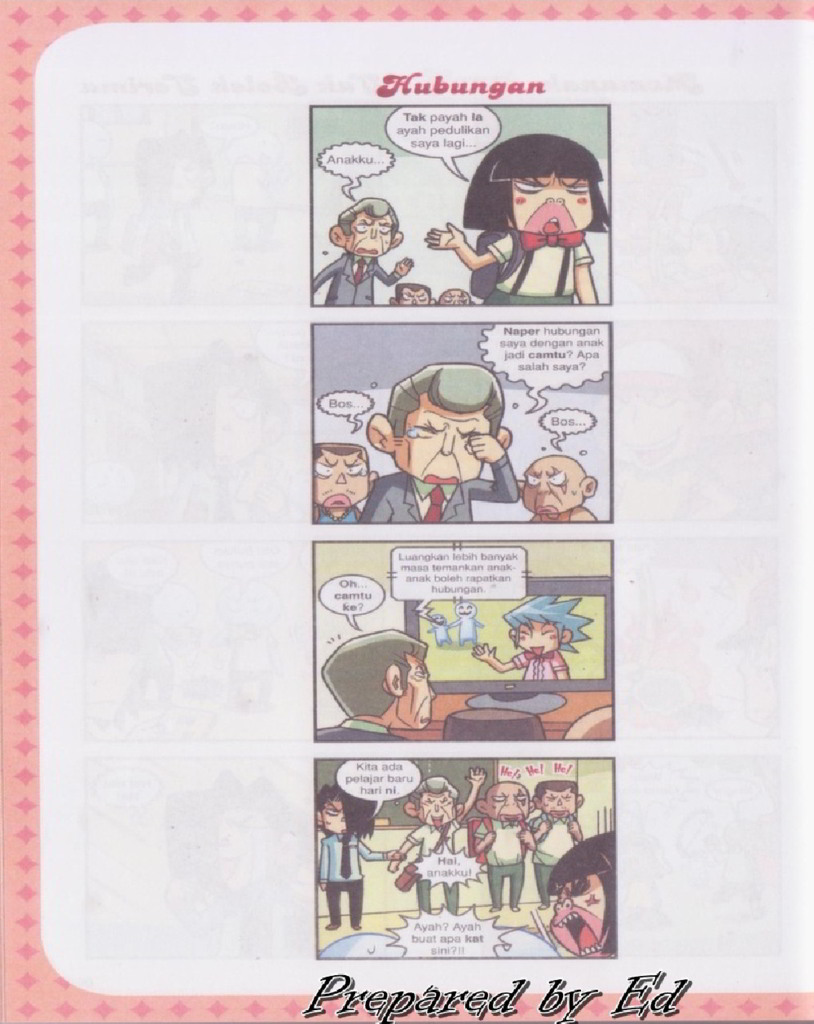 Hubungan
Tak payah la
ayah pedulikan
saya lagi...
Anakku...
Naper hubungan
saya dengan anak
jadi camtu? Apa
salah saya?
Bos...
Bos...
Luangkan lebih banyak
masa temankan anak-
anak boleh rapatkan
hubungan.
Oh...
camtu
ke?
Kita ada
pelajar baru
hari ni.
He! He! He!
Hai,
anakku!
Ayah? Ayah
buat apa kat
sini?!!
Prepared by Ed